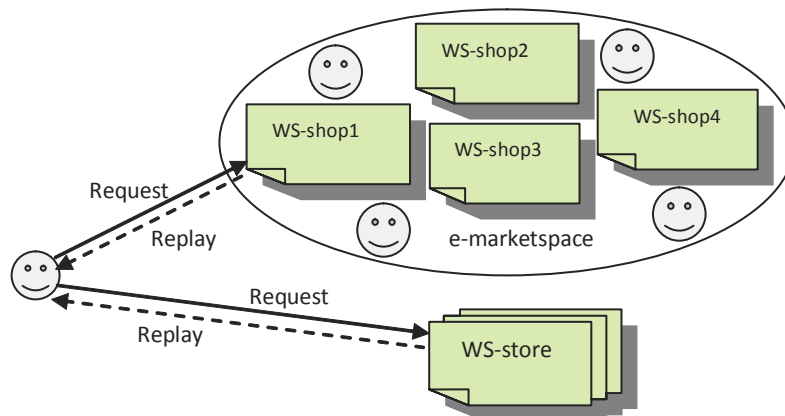 WS-shop2
WS-shop1
WS-shop4
WS-shop3
Request
Replay
e-marketspace
Request
Replay
WS-store